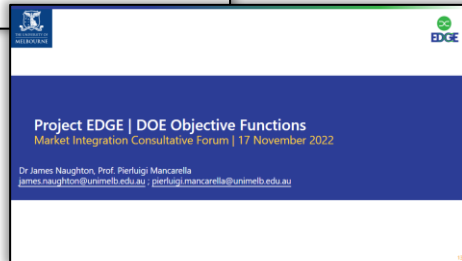 THE UNIVERSITY OF
MELBOURNE
EDGE
Project EDGE | DOE Objective Functions
Market Integration Consultative Forum | 17 November 2022
Dr James Naughton, Prof. Pierluigi Mancarella
james.naughton@unimelb.edu.au ; pierluigi.mancarella@unimelb.edu.au